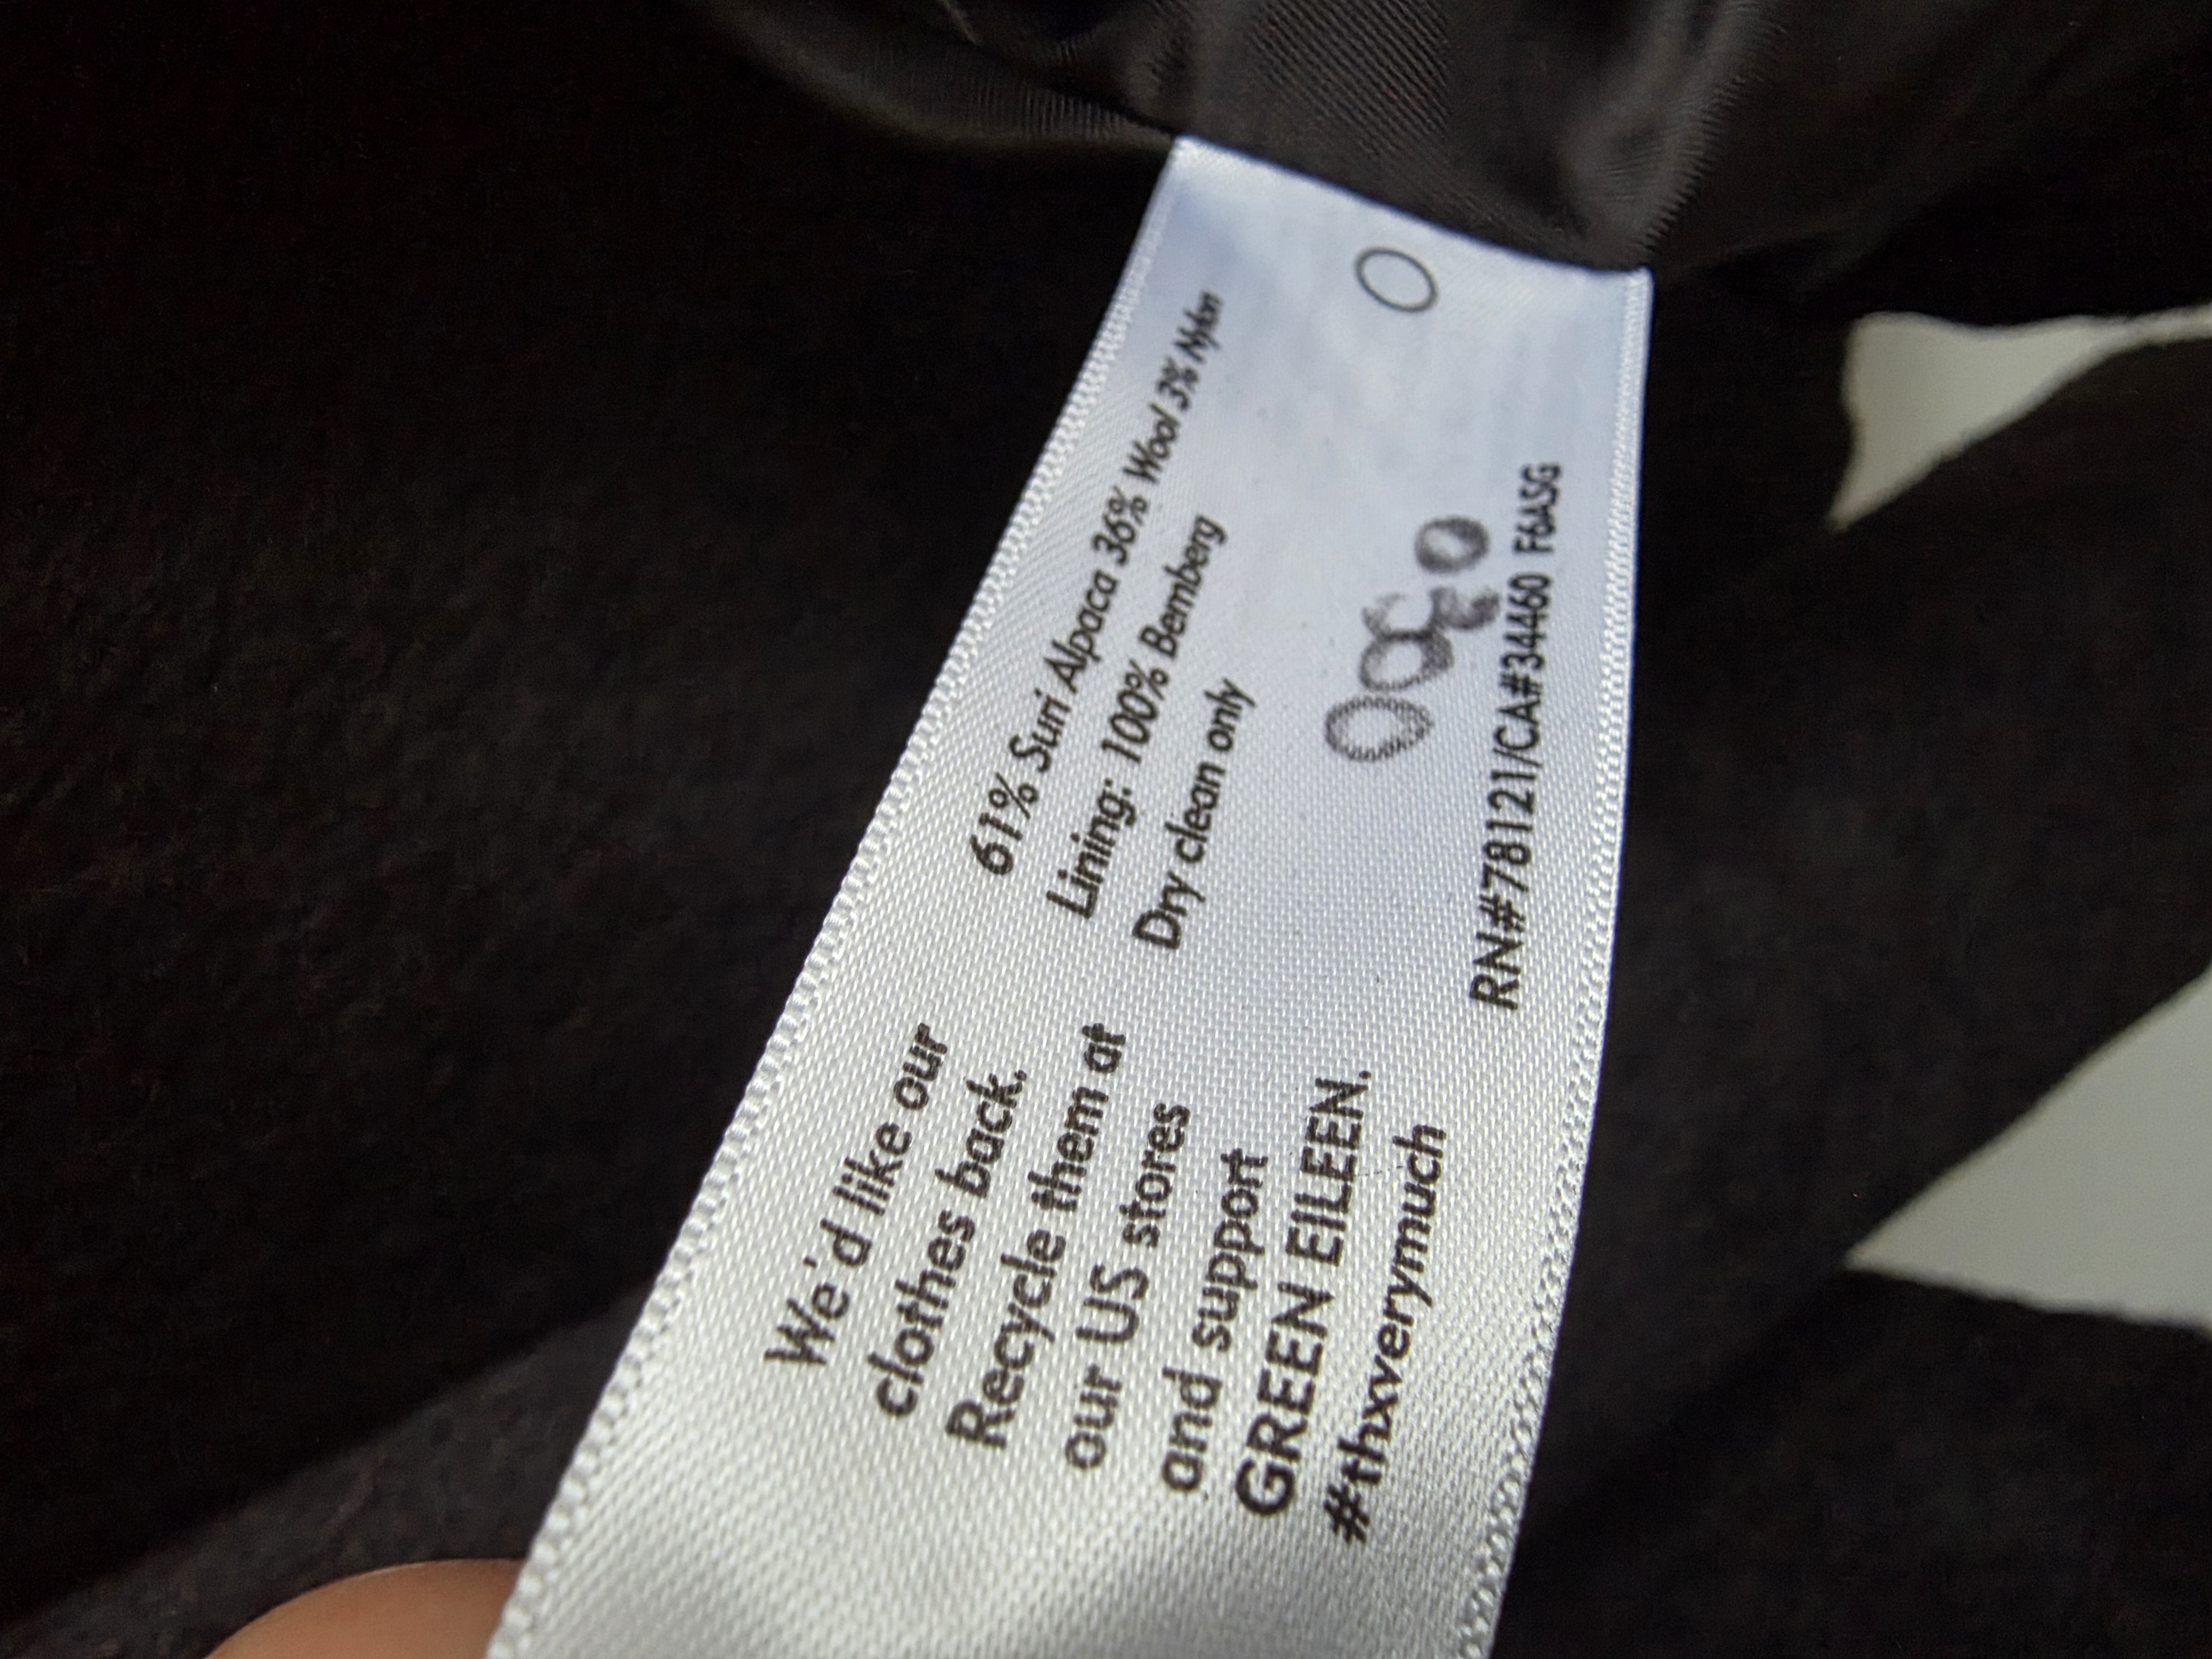 61% Suri Alpaca 36% Wool 3% Nylon
Lining: 100% Bemberg
Dry clean only
RN#78121/CA#34460 F6ASG
We'd like our
clothes back.
Recycle them at
our US stores
and support
GREEN EILEEN.
#thxverymuch